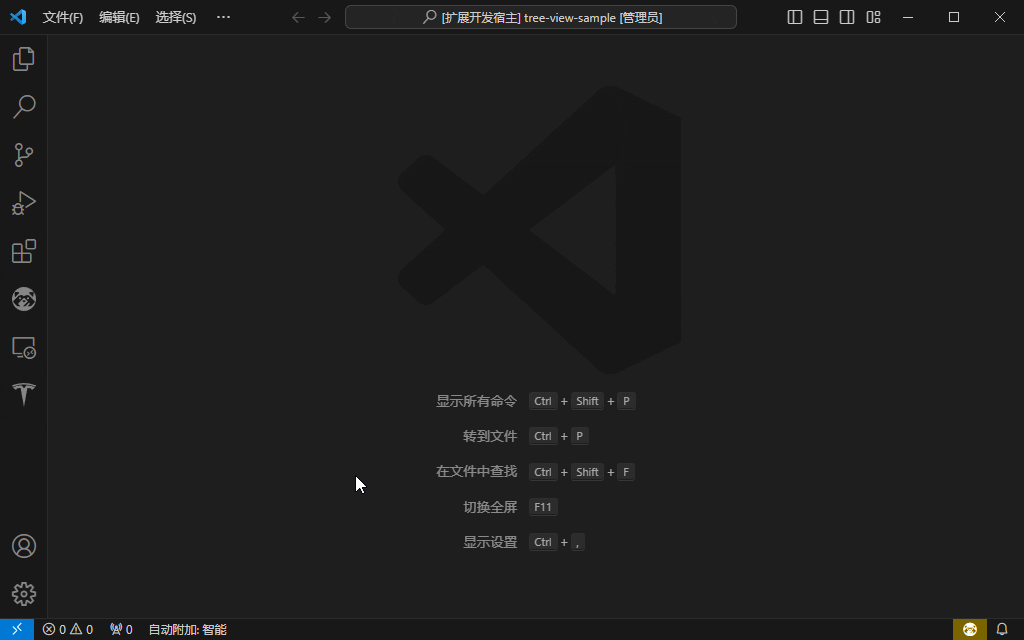 文件(F) 编辑(E) 选择(S) ··· [扩展开发宿主] tree-view-sample [管理员]
显示所有命令 Ctrl + Shift + P
转到文件 Ctrl + P
在文件中查找 Ctrl + Shift + F
切换全屏 F11
显示设置 Ctrl + ,
0 0 0 自动附加: 智能